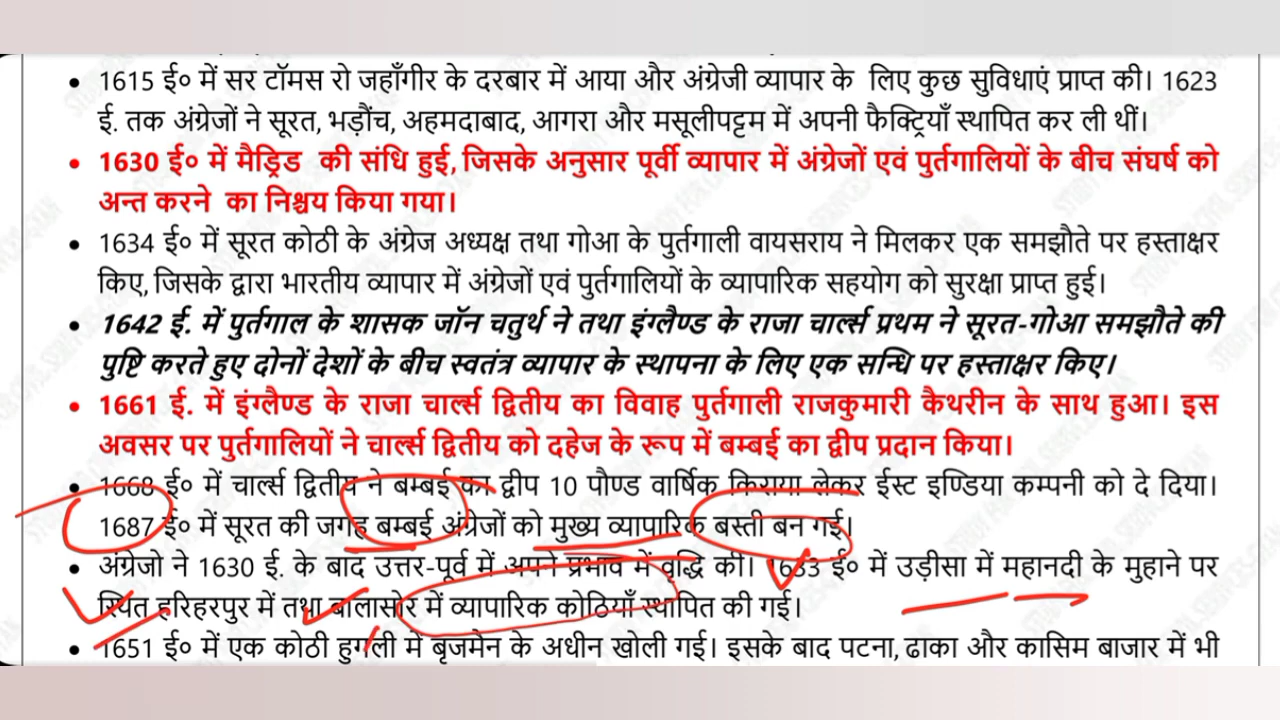 • 1615 ई० में सर टॉमस रो जहाँगीर के दरबार में आया और अंग्रेजी व्यापार के लिए कुछ सुविधाएं प्राप्त की। 1623
ई. तक अंग्रेजों ने सूरत, भड़ौंच, अहमदाबाद, आगरा और मसूलीपट्टम में अपनी फैक्ट्रियाँ स्थापित कर ली थीं।
• 1630 ई० में मैड्रिड की संधि हुई, जिसके अनुसार पूर्वी व्यापार में अंग्रेजों एवं पुर्तगालियों के बीच संघर्ष को
अन्त करने का निश्चय किया गया।
• 1634 ई० में सूरत कोठी के अंग्रेज अध्यक्ष तथा गोआ के पुर्तगाली वायसराय ने मिलकर एक समझौते पर हस्ताक्षर
किए, जिसके द्वारा भारतीय व्यापार में अंग्रेजों एवं पुर्तगालियों के व्यापारिक सहयोग को सुरक्षा प्राप्त हुई।
• 1642 ई. में पुर्तगाल के शासक जॉन चतुर्थ ने तथा इंग्लैण्ड के राजा चार्ल्स प्रथम ने सूरत-गोआ समझौते की
पुष्टि करते हुए दोनों देशों के बीच स्वतंत्र व्यापार के स्थापना के लिए एक सन्धि पर हस्ताक्षर किए।
• 1661 ई. में इंग्लैण्ड के राजा चार्ल्स द्वितीय का विवाह पुर्तगाली राजकुमारी कैथरीन के साथ हुआ। इस
अवसर पर पुर्तगालियों ने चार्ल्स द्वितीय को दहेज के रूप में बम्बई का द्वीप प्रदान किया।
• 1668 ई० में चार्ल्स द्वितीय ने बम्बई का द्वीप 10 पौण्ड वार्षिक किराया लेकर ईस्ट इण्डिया कम्पनी को दे दिया।
1687 ई० में सूरत की जगह बम्बई अंग्रेजों को मुख्य व्यापारिक बस्ती बन गई।
• अंग्रेजो ने 1630 ई. के बाद उत्तर-पूर्व में अपने प्रभाव में वृद्धि की। 1633 ई० में उड़ीसा में महानदी के मुहाने पर
स्थित हरिहरपुर में तथा बालासोर में व्यापारिक कोठियाँ स्थापित की गई।
• 1651 ई० में एक कोठी हुगली में बृजमेन के अधीन खोली गई। इसके बाद पटना, ढाका और कासिम बाजार में भी